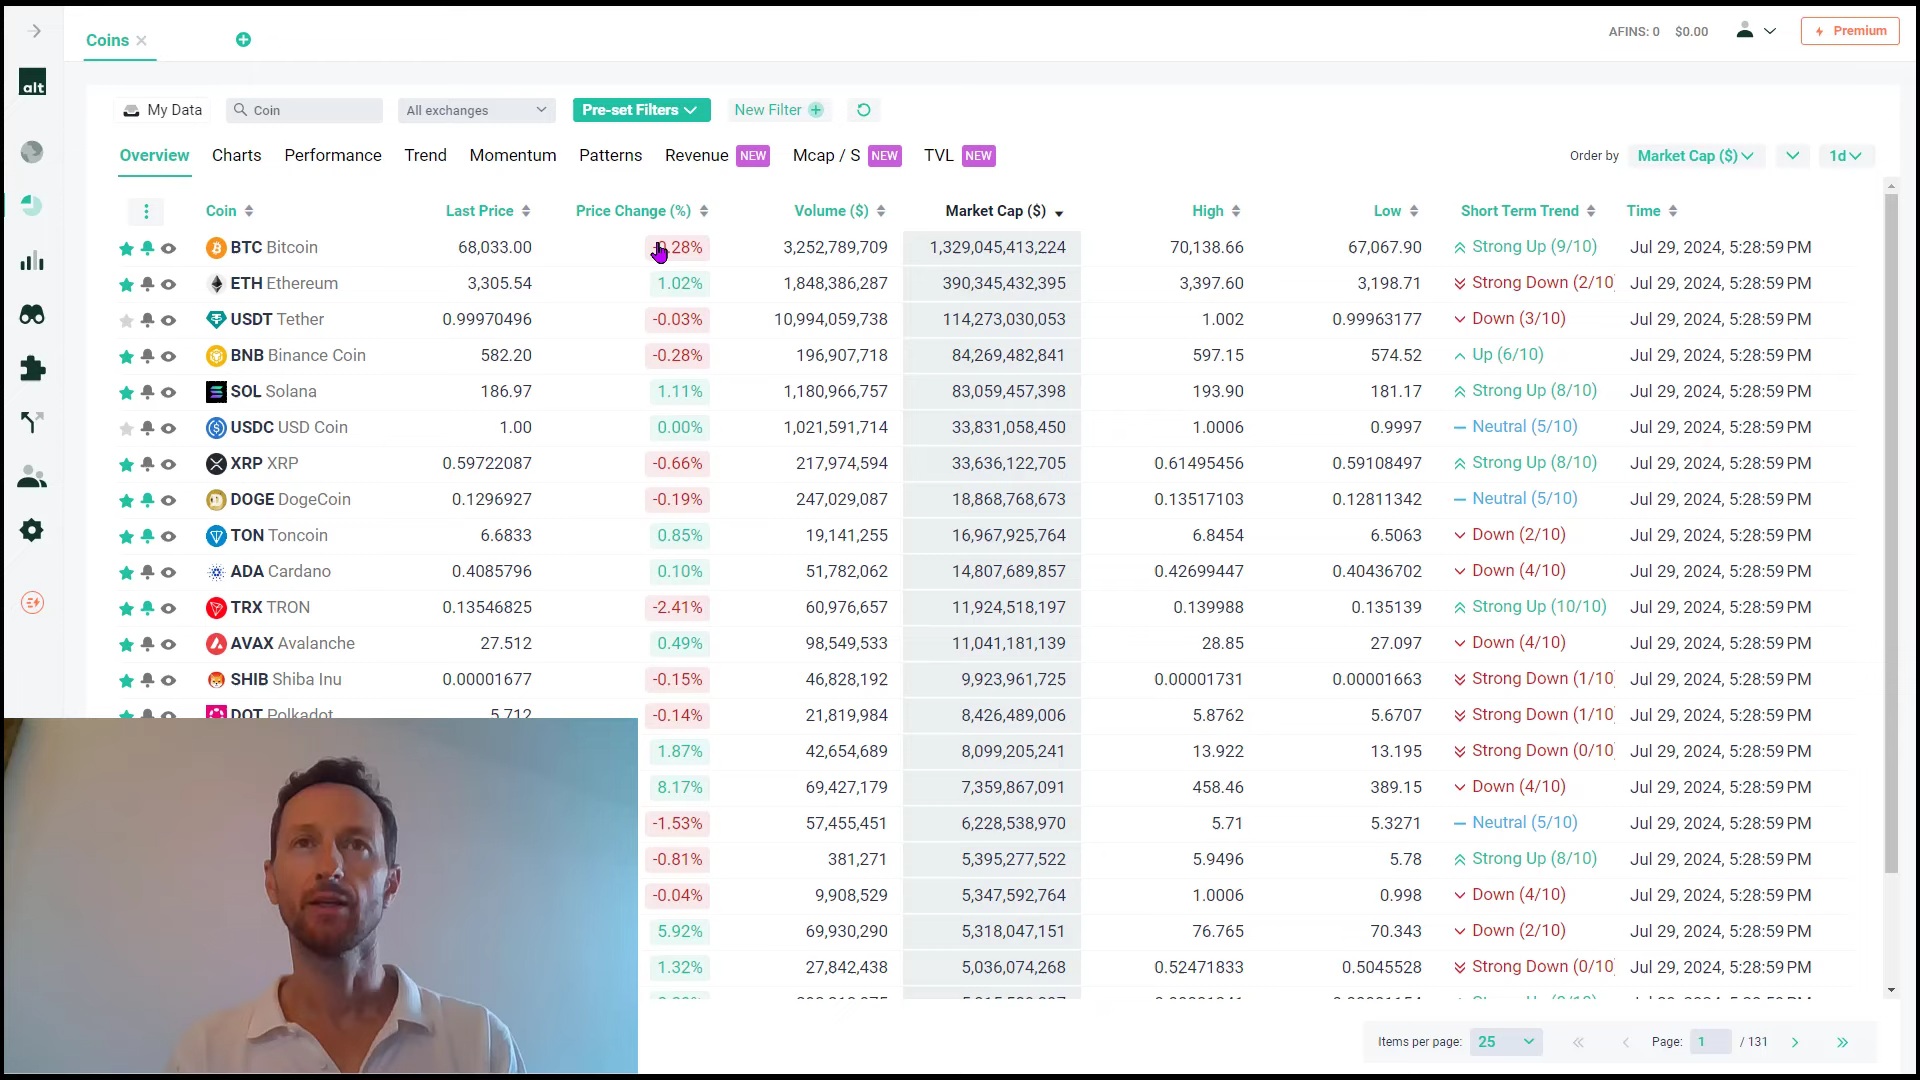 Coins
AFINS: 0 $0.00 Premium
alt
My Data Coin All exchanges Pre-set Filters New Filter
Overview Charts Performance Trend Momentum Patterns Revenue NEW Mcap / S NEW TVL NEW Order by Market Cap ($) 1d
Coin Last Price Price Change (%) Volume ($) Market Cap ($) High Low Short Term Trend Time
BTC Bitcoin 68,033.00 3,252,789,709 1,329,045,413,224 70,138.66 67,067.90 Strong Up (9/10) Jul 29, 2024, 5:28:59 PM
ETH Ethereum 3,305.54 1.02% 1,848,386,287 390,345,432,395 3,397.60 3,198.71 Strong Down (2/10) Jul 29, 2024, 5:28:59 PM
USDT Tether 0.99970496 -0.03% 10,994,059,738 114,273,030,053 1.002 0.99963177 Down (3/10) Jul 29, 2024, 5:28:59 PM
BNB Binance Coin 582.20 -0.28% 196,907,718 84,269,482,841 597.15 574.52 Up (6/10) Jul 29, 2024, 5:28:59 PM
SOL Solana 186.97 1.11% 1,180,966,757 83,059,457,398 193.90 181.17 Strong Up (8/10) Jul 29, 2024, 5:28:59 PM
USDC USD Coin 1.00 0.00% 1,021,591,714 33,831,058,450 1.0006 0.9997 Neutral (5/10) Jul 29, 2024, 5:28:59 PM
XRP XRP 0.59722087 -0.66% 217,974,594 33,636,122,705 0.61495456 0.59108497 Strong Up (8/10) Jul 29, 2024, 5:28:59 PM
DOGE DogeCoin 0.1296927 -0.19% 247,029,087 18,868,768,673 0.13517103 0.12811342 Neutral (5/10) Jul 29, 2024, 5:28:59 PM
TON Toncoin 6.6833 0.85% 19,141,255 16,967,925,764 6.8454 6.5063 Down (2/10) Jul 29, 2024, 5:28:59 PM
ADA Cardano 0.4085796 0.10% 51,782,062 14,807,689,857 0.42699447 0.40436702 Down (4/10) Jul 29, 2024, 5:28:59 PM
TRX TRON 0.13546825 -2.41% 60,976,657 11,924,518,197 0.139988 0.135139 Strong Up (10/10) Jul 29, 2024, 5:28:59 PM
AVAX Avalanche 27.512 0.49% 98,549,533 11,041,181,139 28.85 27.097 Down (4/10) Jul 29, 2024, 5:28:59 PM
SHIB Shiba Inu 0.00001677 -0.15% 46,828,192 9,923,961,725 0.00001731 0.00001663 Strong Down (1/10) Jul 29, 2024, 5:28:59 PM
DOT Polkadot 5.712 -0.14% 21,819,984 8,426,489,006 5.8762 5.6707 Strong Down (1/10) Jul 29, 2024, 5:28:59 PM
1.87% 42,654,689 8,099,205,241 13.922 13.195 Strong Down (0/10) Jul 29, 2024, 5:28:59 PM
8.17% 69,427,179 7,359,867,091 458.46 389.15 Down (4/10) Jul 29, 2024, 5:28:59 PM
-1.53% 57,455,451 6,228,538,970 5.71 5.3271 Neutral (5/10) Jul 29, 2024, 5:28:59 PM
-0.81% 381,271 5,395,277,522 5.9496 5.78 Strong Up (8/10) Jul 29, 2024, 5:28:59 PM
-0.04% 9,908,529 5,347,592,764 1.0006 0.998 Down (4/10) Jul 29, 2024, 5:28:59 PM
5.92% 69,930,290 5,318,047,151 76.765 70.343 Down (2/10) Jul 29, 2024, 5:28:59 PM
1.32% 27,842,438 5,036,074,268 0.52471833 0.5045528 Strong Down (0/10) Jul 29, 2024, 5:28:59 PM
Items per page: 25 Page: 1 / 131